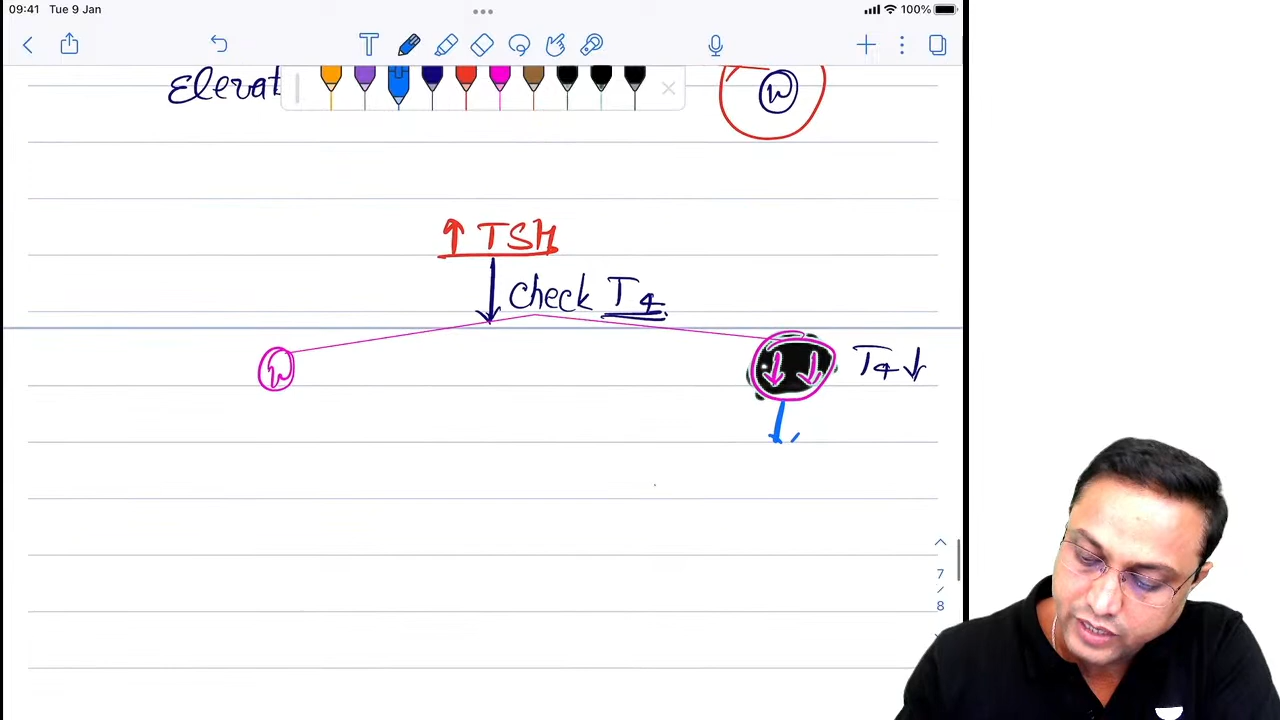 09:41 Tue 9 Jan
100%
T
Elevat
N
↑ TSH
↓ Check T4
N
↓ ↓ T4↓
7
8